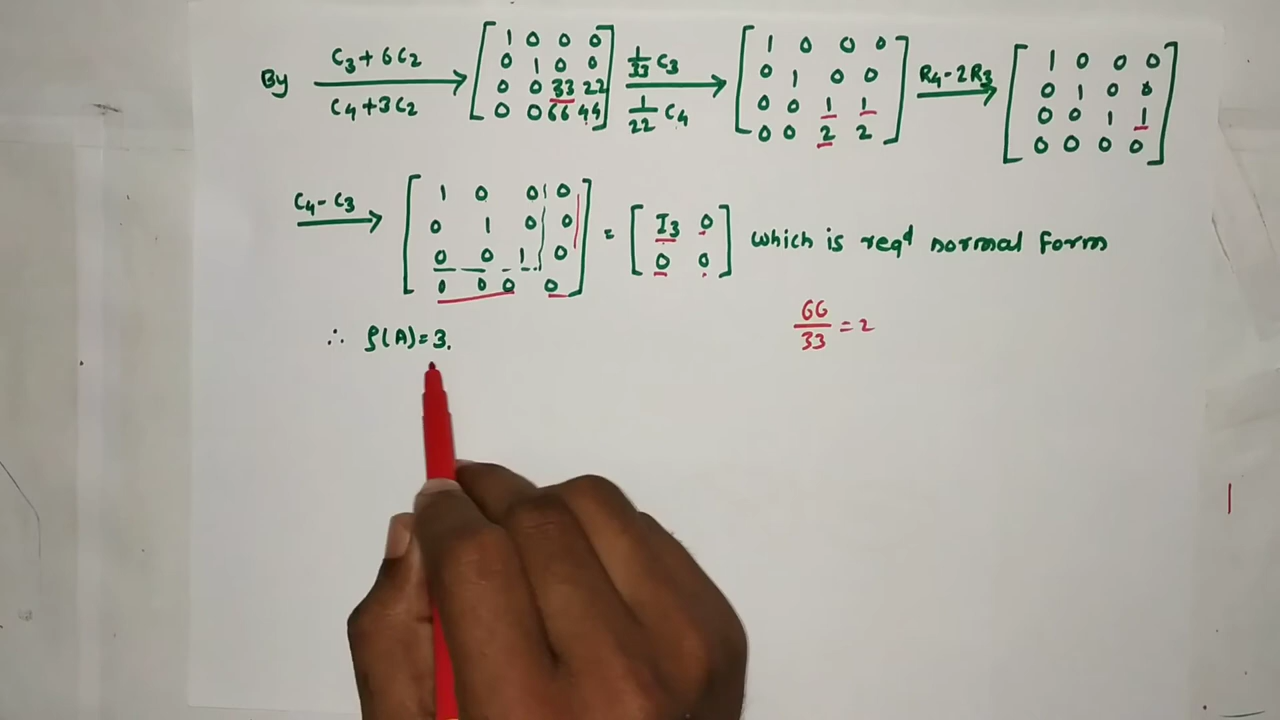 By C3+6C2 / C4+3C2 → [1 0 0 0; 0 1 0 0; 0 0 33 22; 0 0 66 44] 1/33 C3 / 1/22 C4 → [1 0 0 0; 0 1 0 0; 0 0 1 1; 0 0 2 2] R4-2R3 → [1 0 0 0; 0 1 0 0; 0 0 1 1; 0 0 0 0]
C4-C3 → [1 0 0 0; 0 1 0 0; 0 0 1 0; 0 0 0 0] = [I3 0; 0 0] which is reqd normal form
66/33 = 2
∴ ρ(A)=3.